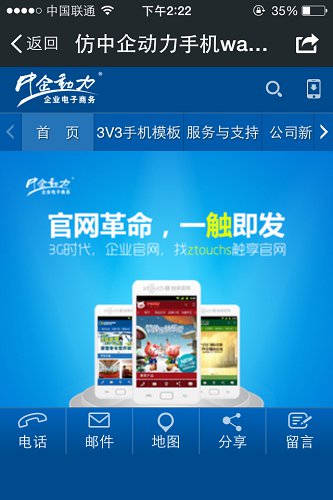 中国联通 下午2:22 35%
返回 仿中企动力手机wa...
中企动力®
企业电子商务
首 页 3V3手机模板 服务与支持 公司新
中企动力
企业电子商务
官网革命，一触即发
3G时代，企业官网，找ztouchs触享官网
电话 邮件 地图 分享 留言